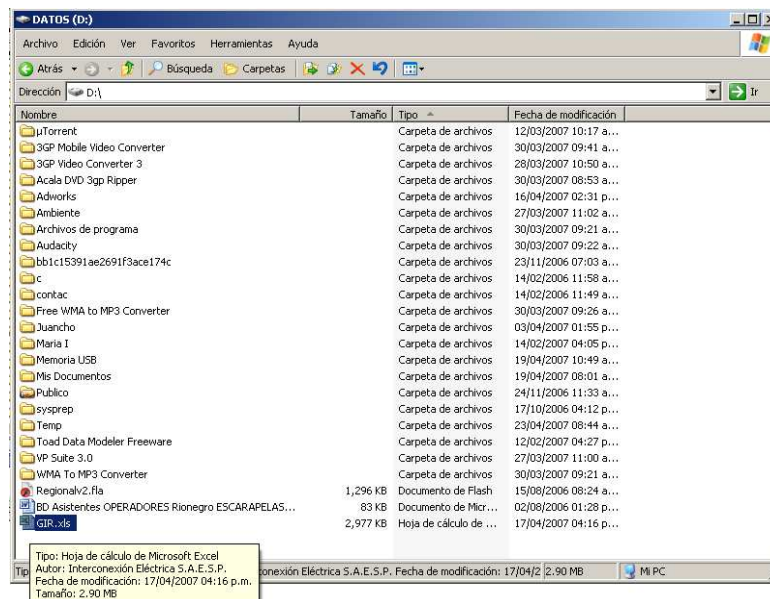 DATOS (D:)
Archivo Edición Ver Favoritos Herramientas Ayuda
Atrás Búsqueda Carpetas
Dirección D:\ Ir
Nombre Tamaño Tipo Fecha de modificación
µTorrent Carpeta de archivos 12/03/2007 10:17 a...
3GP Mobile Video Converter Carpeta de archivos 30/03/2007 09:41 a...
3GP Video Converter 3 Carpeta de archivos 28/03/2007 10:50 a...
Acala DVD 3gp Ripper Carpeta de archivos 30/03/2007 08:53 a...
Adworks Carpeta de archivos 16/04/2007 02:31 p...
Ambiente Carpeta de archivos 27/03/2007 11:02 a...
Archivos de programa Carpeta de archivos 30/03/2007 09:21 a...
Audacity Carpeta de archivos 30/03/2007 09:22 a...
bb1c15391ae2691f3ace174c Carpeta de archivos 23/11/2006 07:03 a...
c Carpeta de archivos 14/02/2006 11:58 a...
contac Carpeta de archivos 14/02/2006 11:49 a...
Free WMA to MP3 Converter Carpeta de archivos 30/03/2007 09:26 a...
Juancho Carpeta de archivos 03/04/2007 01:55 p...
Maria I Carpeta de archivos 14/02/2007 04:05 p...
Memoria USB Carpeta de archivos 19/04/2007 10:49 a...
Mis Documentos Carpeta de archivos 19/04/2007 08:01 a...
Publico Carpeta de archivos 24/11/2006 11:33 a...
sysprep Carpeta de archivos 17/10/2006 04:12 p...
Temp Carpeta de archivos 23/04/2007 08:44 a...
Toad Data Modeler Freeware Carpeta de archivos 12/02/2007 04:27 p...
VP Suite 3.0 Carpeta de archivos 27/03/2007 11:00 a...
WMA To MP3 Converter Carpeta de archivos 30/03/2007 09:21 a...
Regionalv2.fla 1,296 KB Documento de Flash 15/08/2006 08:24 a...
BD Asistentes OPERADORES Rionegro ESCARAPELAS... 83 KB Documento de Micr... 02/08/2006 01:28 p...
GIR.xls 2,977 KB Hoja de cálculo de ... 17/04/2007 04:16 p...
Tip onexión Eléctrica S.A.E.S.P. Fecha de modificación: 17/04/2 2.90 MB Mi PC
Tipo: Hoja de cálculo de Microsoft Excel
Autor: Interconexión Eléctrica S.A.E.S.P.
Fecha de modificación: 17/04/2007 04:16 p.m.
Tamaño: 2.90 MB